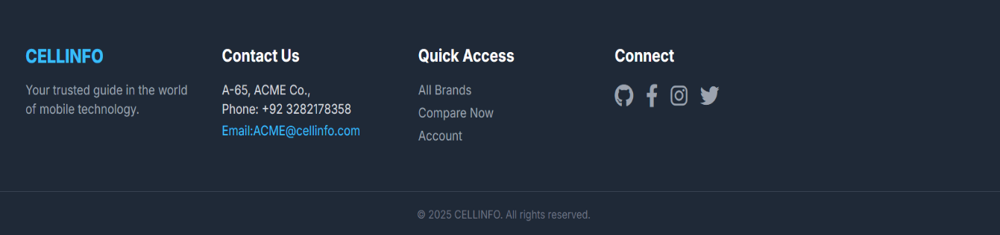 CELLINFO
Your trusted guide in the world
of mobile technology.
Contact Us
A-65, ACME Co.,
Phone: +92 3282178358
Email:ACME@cellinfo.com
Quick Access
All Brands
Compare Now
Account
Connect
© 2025 CELLINFO. All rights reserved.